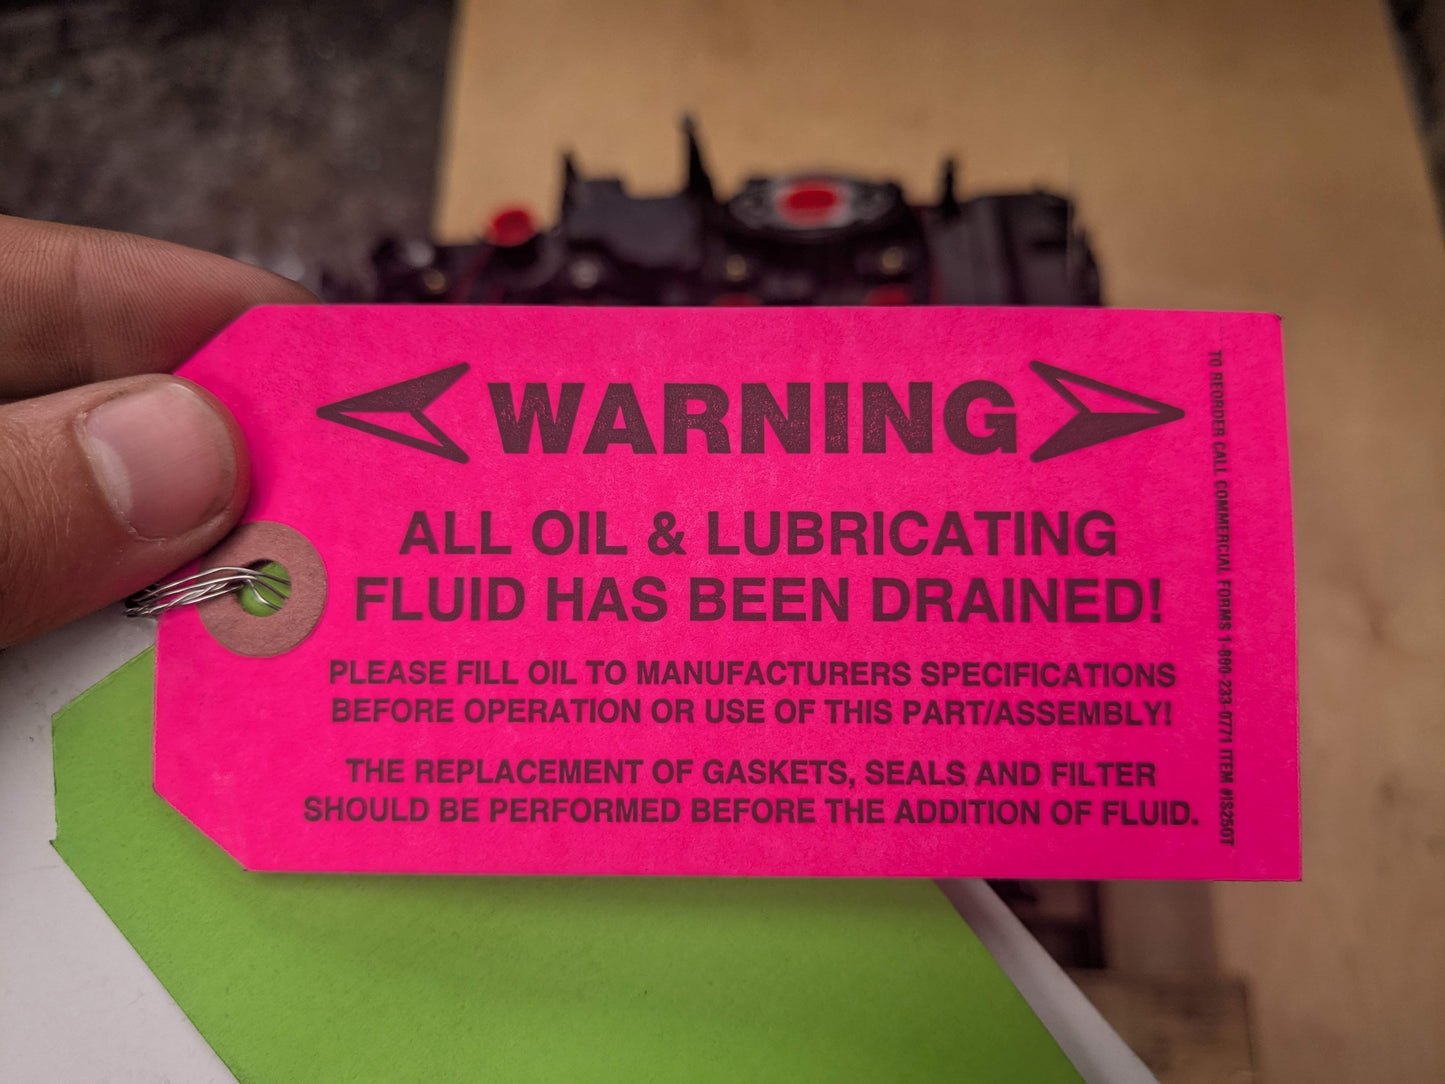 WARNING
ALL OIL & LUBRICATING
FLUID HAS BEEN DRAINED!
PLEASE FILL OIL TO MANUFACTURERS SPECIFICATIONS
BEFORE OPERATION OR USE OF THIS PART/ASSEMBLY!
THE REPLACEMENT OF GASKETS, SEALS AND FILTER
SHOULD BE PERFORMED BEFORE THE ADDITION OF FLUID.
TO REORDER CALL COMMERCIAL FORMS 1-800-233-0771 ITEM #IS250T